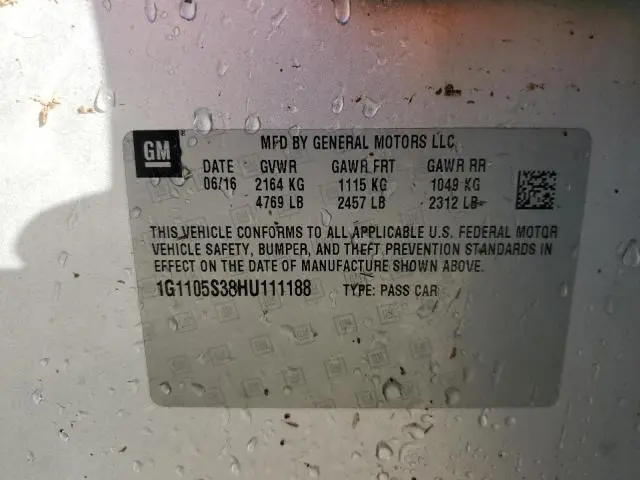 GM ®
MFD BY GENERAL MOTORS LLC
DATE GVWR GAWR FRT GAWR RR
06/16 2164 KG 1115 KG 1049 KG
4769 LB 2457 LB 2312 LB
THIS VEHICLE CONFORMS TO ALL APPLICABLE U.S. FEDERAL MOTOR
VEHICLE SAFETY, BUMPER, AND THEFT PREVENTION STANDARDS IN
EFFECT ON THE DATE OF MANUFACTURE SHOWN ABOVE.
1G1105S38HU111188 TYPE: PASS CAR